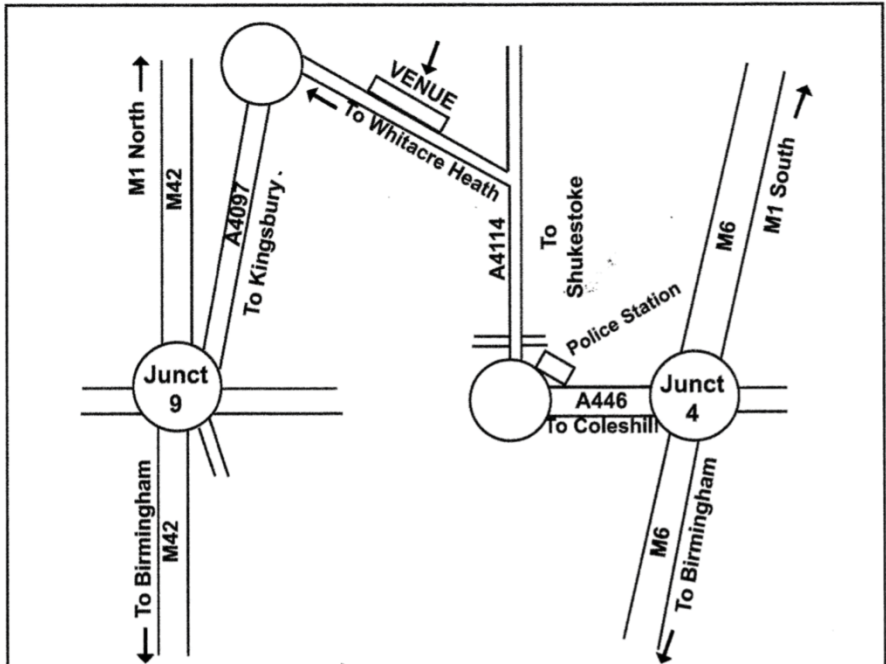 VENUE
To Whitacre Heath
M1 North
M42
A4097
To Kingsbury .
A4114
To
Shukestoke
M6
M1 South
Police Station
Junct
9
Junct
4
A446
To Coleshill
To Birmingham
M42
M6
To Birmingham